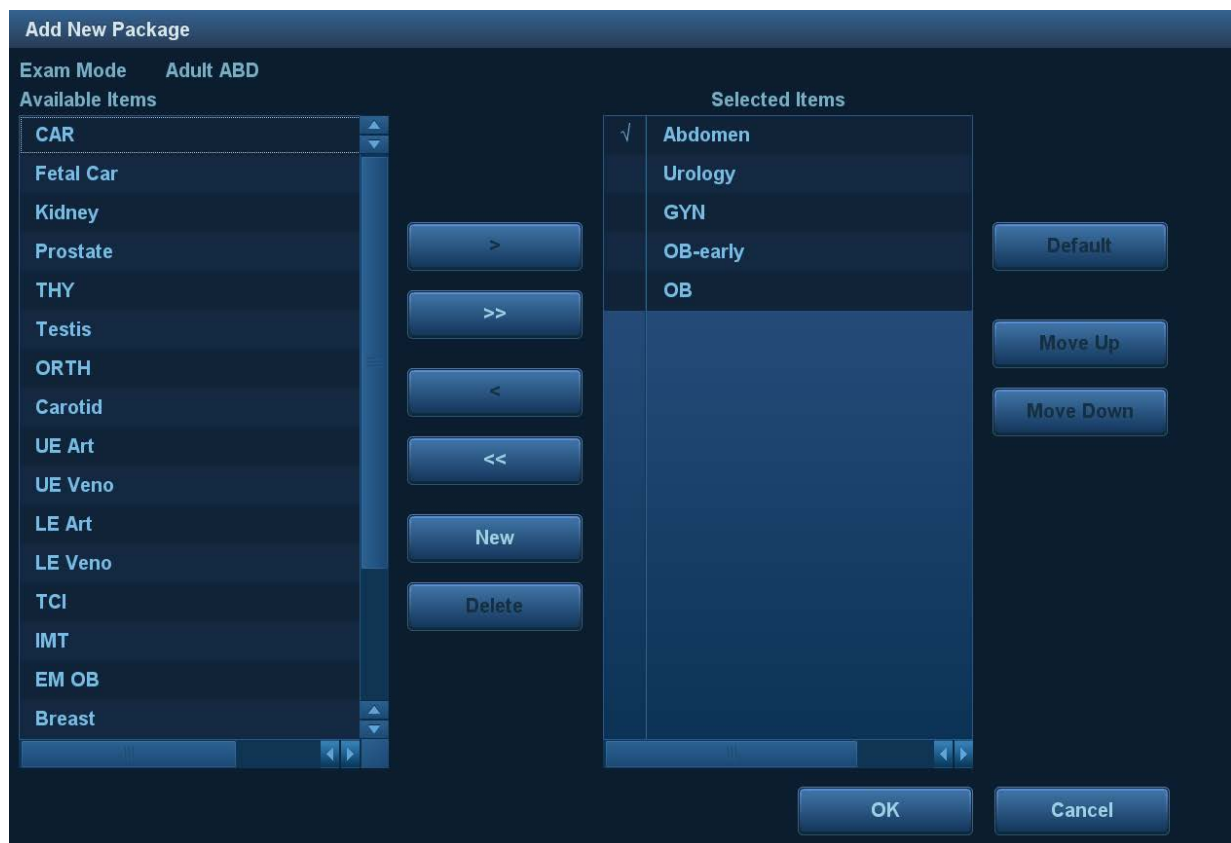 Add New Package
Exam Mode Adult ABD
Available Items
CAR
Fetal Car
Kidney
Prostate
THY
Testis
ORTH
Carotid
UE Art
UE Veno
LE Art
LE Veno
TCI
IMT
EM OB
Breast
>
>>
<
<<
New
Delete
Selected Items
√ Abdomen
Urology
GYN
OB-early
OB
Default
Move Up
Move Down
OK
Cancel